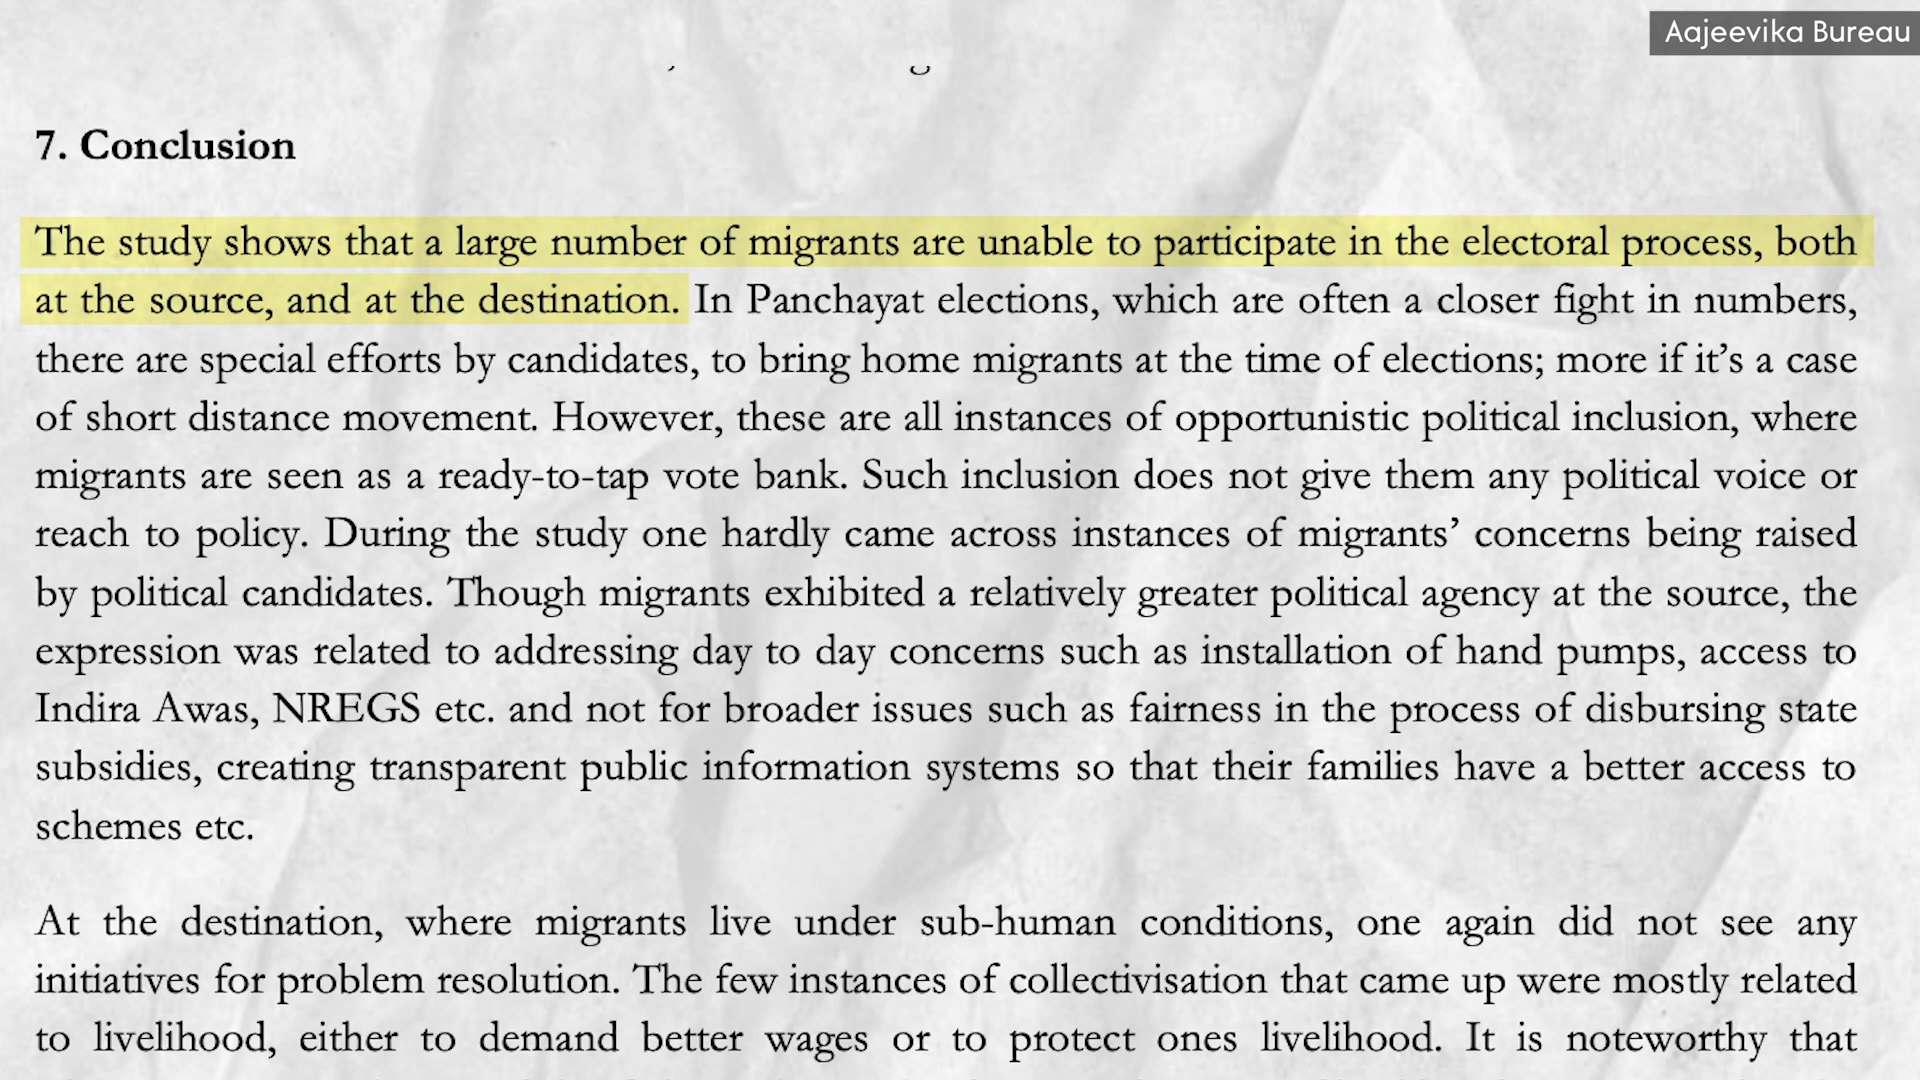 Aajeevika Bureau
7. Conclusion
The study shows that a large number of migrants are unable to participate in the electoral process, both
at the source, and at the destination. In Panchayat elections, which are often a closer fight in numbers,
there are special efforts by candidates, to bring home migrants at the time of elections; more if it’s a case
of short distance movement. However, these are all instances of opportunistic political inclusion, where
migrants are seen as a ready-to-tap vote bank. Such inclusion does not give them any political voice or
reach to policy. During the study one hardly came across instances of migrants’ concerns being raised
by political candidates. Though migrants exhibited a relatively greater political agency at the source, the
expression was related to addressing day to day concerns such as installation of hand pumps, access to
Indira Awas, NREGS etc. and not for broader issues such as fairness in the process of disbursing state
subsidies, creating transparent public information systems so that their families have a better access to
schemes etc.
At the destination, where migrants live under sub-human conditions, one again did not see any
initiatives for problem resolution. The few instances of collectivisation that came up were mostly related
to livelihood, either to demand better wages or to protect ones livelihood. It is noteworthy that